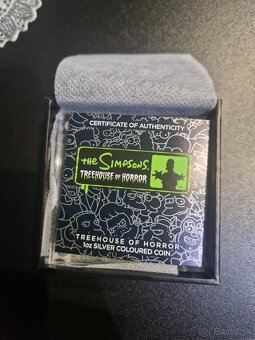 CERTIFICATE OF AUTHENTICITY
THE SIMPSONS
TREEHOUSE OF HORROR
TREEHOUSE OF HORROR
1oz SILVER COLOURED COIN